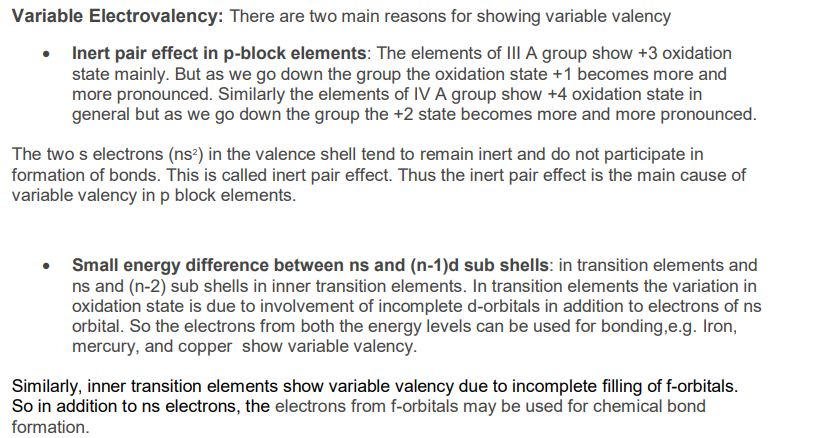 Variable Electrovalency: There are two main reasons for showing variable valency
• Inert pair effect in p-block elements: The elements of III A group show +3 oxidation
state mainly. But as we go down the group the oxidation state +1 becomes more and
more pronounced. Similarly the elements of IV A group show +4 oxidation state in
general but as we go down the group the +2 state becomes more and more pronounced.
The two s electrons (ns²) in the valence shell tend to remain inert and do not participate in
formation of bonds. This is called inert pair effect. Thus the inert pair effect is the main cause of
variable valency in p block elements.
• Small energy difference between ns and (n-1)d sub shells: in transition elements and
ns and (n-2) sub shells in inner transition elements. In transition elements the variation in
oxidation state is due to involvement of incomplete d-orbitals in addition to electrons of ns
orbital. So the electrons from both the energy levels can be used for bonding,e.g. Iron,
mercury, and copper  show variable valency.
Similarly, inner transition elements show variable valency due to incomplete filling of f-orbitals.
So in addition to ns electrons, the electrons from f-orbitals may be used for chemical bond
formation.